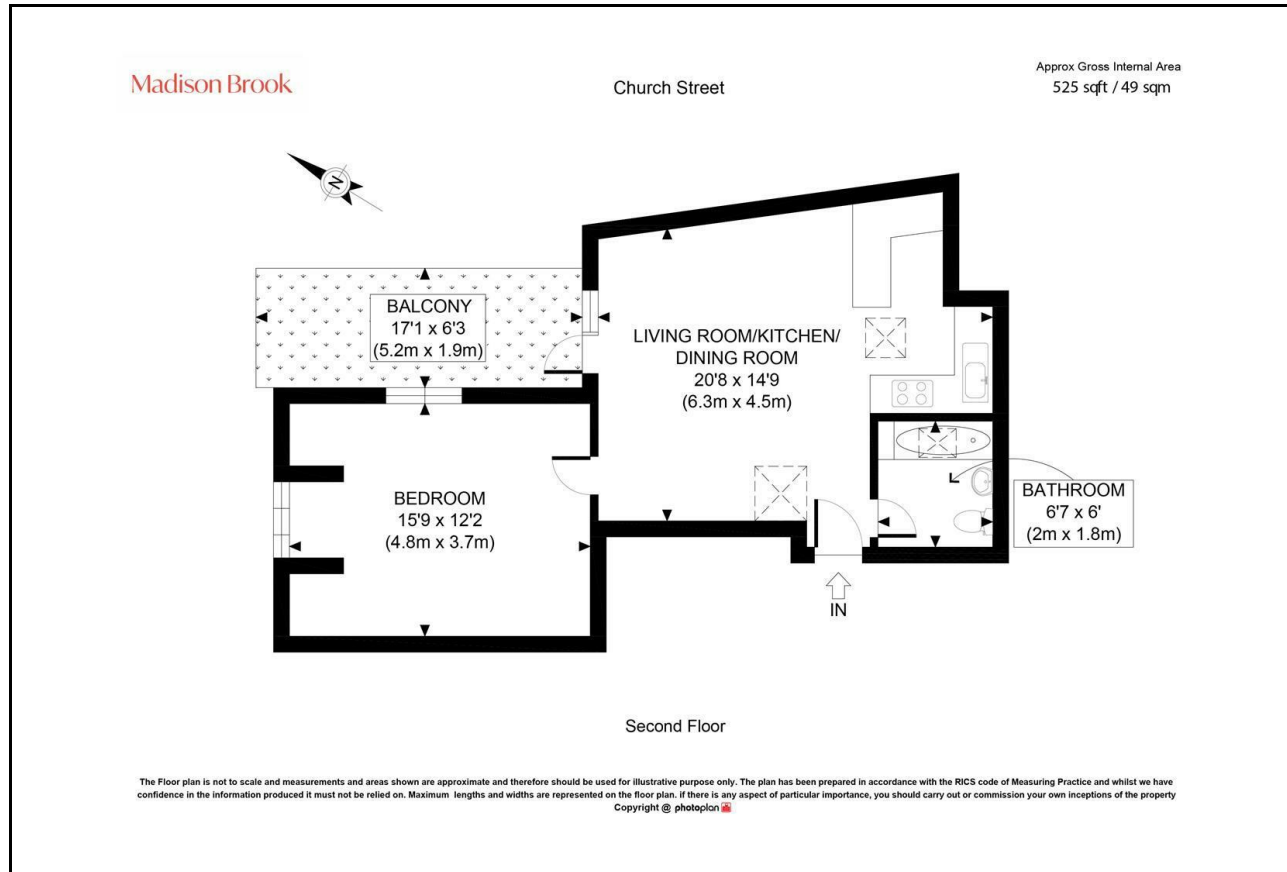 Madison Brook
Church Street
Approx Gross Internal Area
525 sqft / 49 sqm
N
BALCONY
17'1 x 6'3
(5.2m x 1.9m)
LIVING ROOM/KITCHEN/
DINING ROOM
20'8 x 14'9
(6.3m x 4.5m)
BEDROOM
15'9 x 12'2
(4.8m x 3.7m)
BATHROOM
6'7 x 6'
(2m x 1.8m)
IN
Second Floor
The Floor plan is not to scale and measurements and areas shown are approximate and therefore should be used for illustrative purpose only. The plan has been prepared in accordance with the RICS code of Measuring Practice and whilst we have
confidence in the information produced it must not be relied on. Maximum lengths and widths are represented on the floor plan. if there is any aspect of particular importance, you should carry out or commission your own inceptions of the property
Copyright @ photoplan